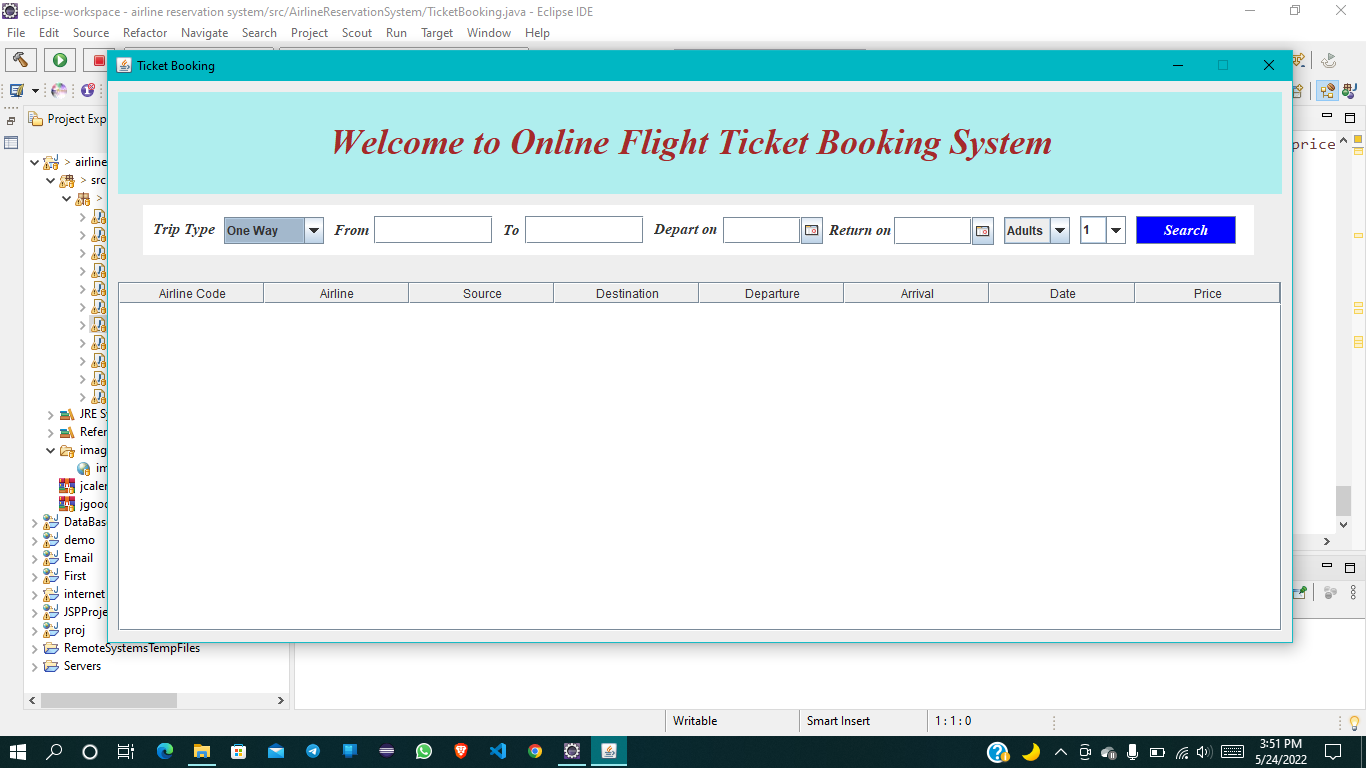 eclipse-workspace - airline reservation system/src/AirlineReservationSystem/TicketBooking.java - Eclipse IDE
File Edit Source Refactor Navigate Search Project Scout Run Target Window Help
Ticket Booking
Welcome to Online Flight Ticket Booking System
Trip Type One Way From To Depart on Return on Adults 1 Search
Airline Code Airline Source Destination Departure Arrival Date Price
Project Exp
> airline
> src
>
price
JRE Sy
Refer
imag
im
jcaler
jgood
DataBas
demo
Email
First
internet
JSPProje
proj
RemoteSystemsTempFiles
Servers
Writable Smart Insert 1 : 1 : 0
3:51 PM
5/24/2022